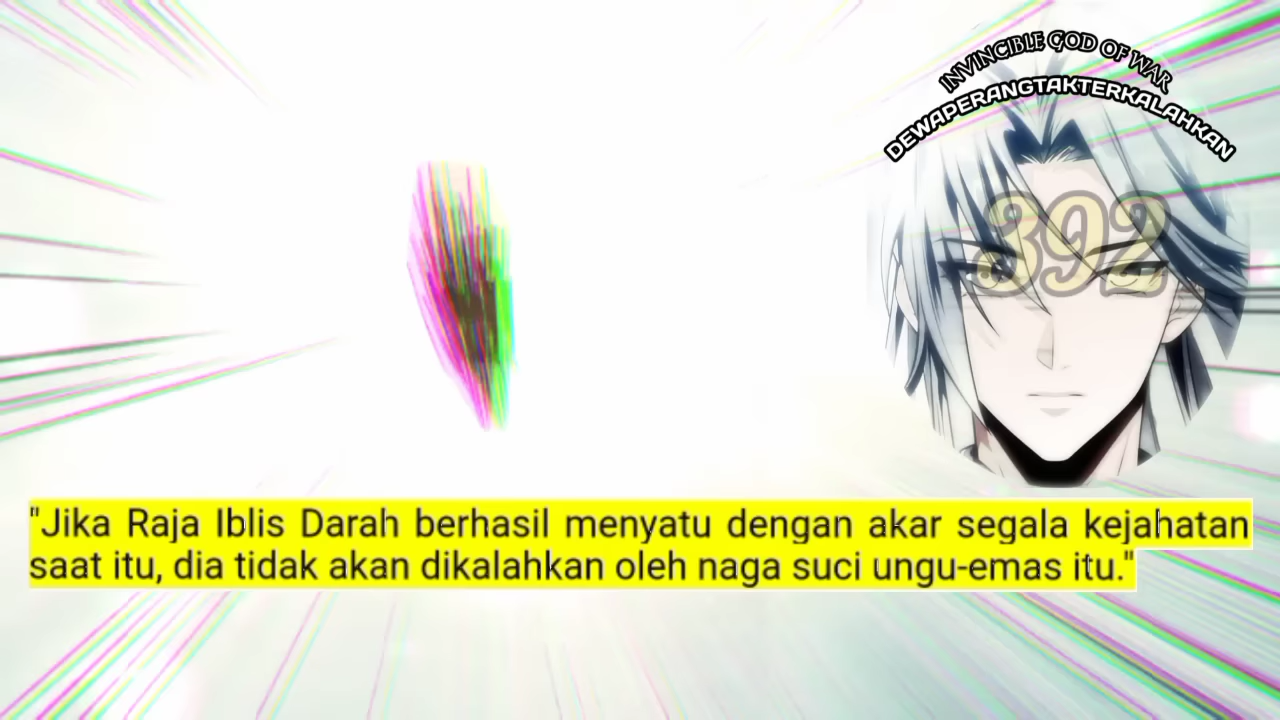 INVINCIBLE GOD OF WAR
DEWAPERANGTAKTERKALAHKAN
392
"Jika Raja Iblis Darah berhasil menyatu dengan akar segala kejahatan
saat itu, dia tidak akan dikalahkan oleh naga suci ungu-emas itu."